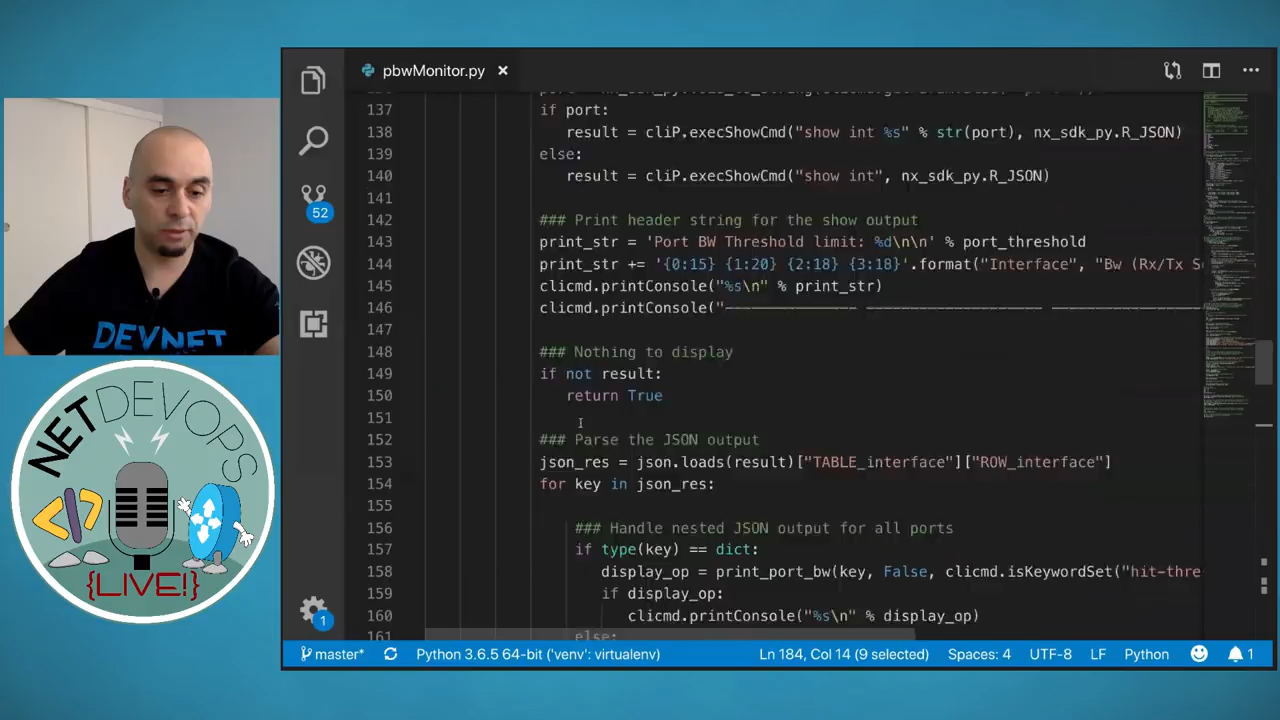 pbwMonitor.py
137 if port:
138 result = cliP.execShowCmd("show int %s" % str(port), nx_sdk_py.R_JSON)
139 else:
140 result = cliP.execShowCmd("show int", nx_sdk_py.R_JSON)
141
142 ### Print header string for the show output
143 print_str = 'Port BW Threshold limit: %d\n\n' % port_threshold
144 print_str += '{0:15} {1:20} {2:18} {3:18}'.format("Interface", "Bw (Rx/Tx S
145 clicmd.printConsole("%s\n" % print_str)
146 clicmd.printConsole("
147
148 ### Nothing to display
149 if not result:
150 return True
151
152 ### Parse the JSON output
153 json_res = json.loads(result)["TABLE_interface"]["ROW_interface"]
154 for key in json_res:
155
156 ### Handle nested JSON output for all ports
157 if type(key) == dict:
158 display_op = print_port_bw(key, False, clicmd.isKeywordSet("hit-thre
159 if display_op:
160 clicmd.printConsole("%s\n" % display_op)
161 else:
52
1
master* Python 3.6.5 64-bit ('venv': virtualenv) Ln 184, Col 14 (9 selected) Spaces: 4 UTF-8 LF Python 1
DEVNET
NETDEVOPS
{LIVE!}